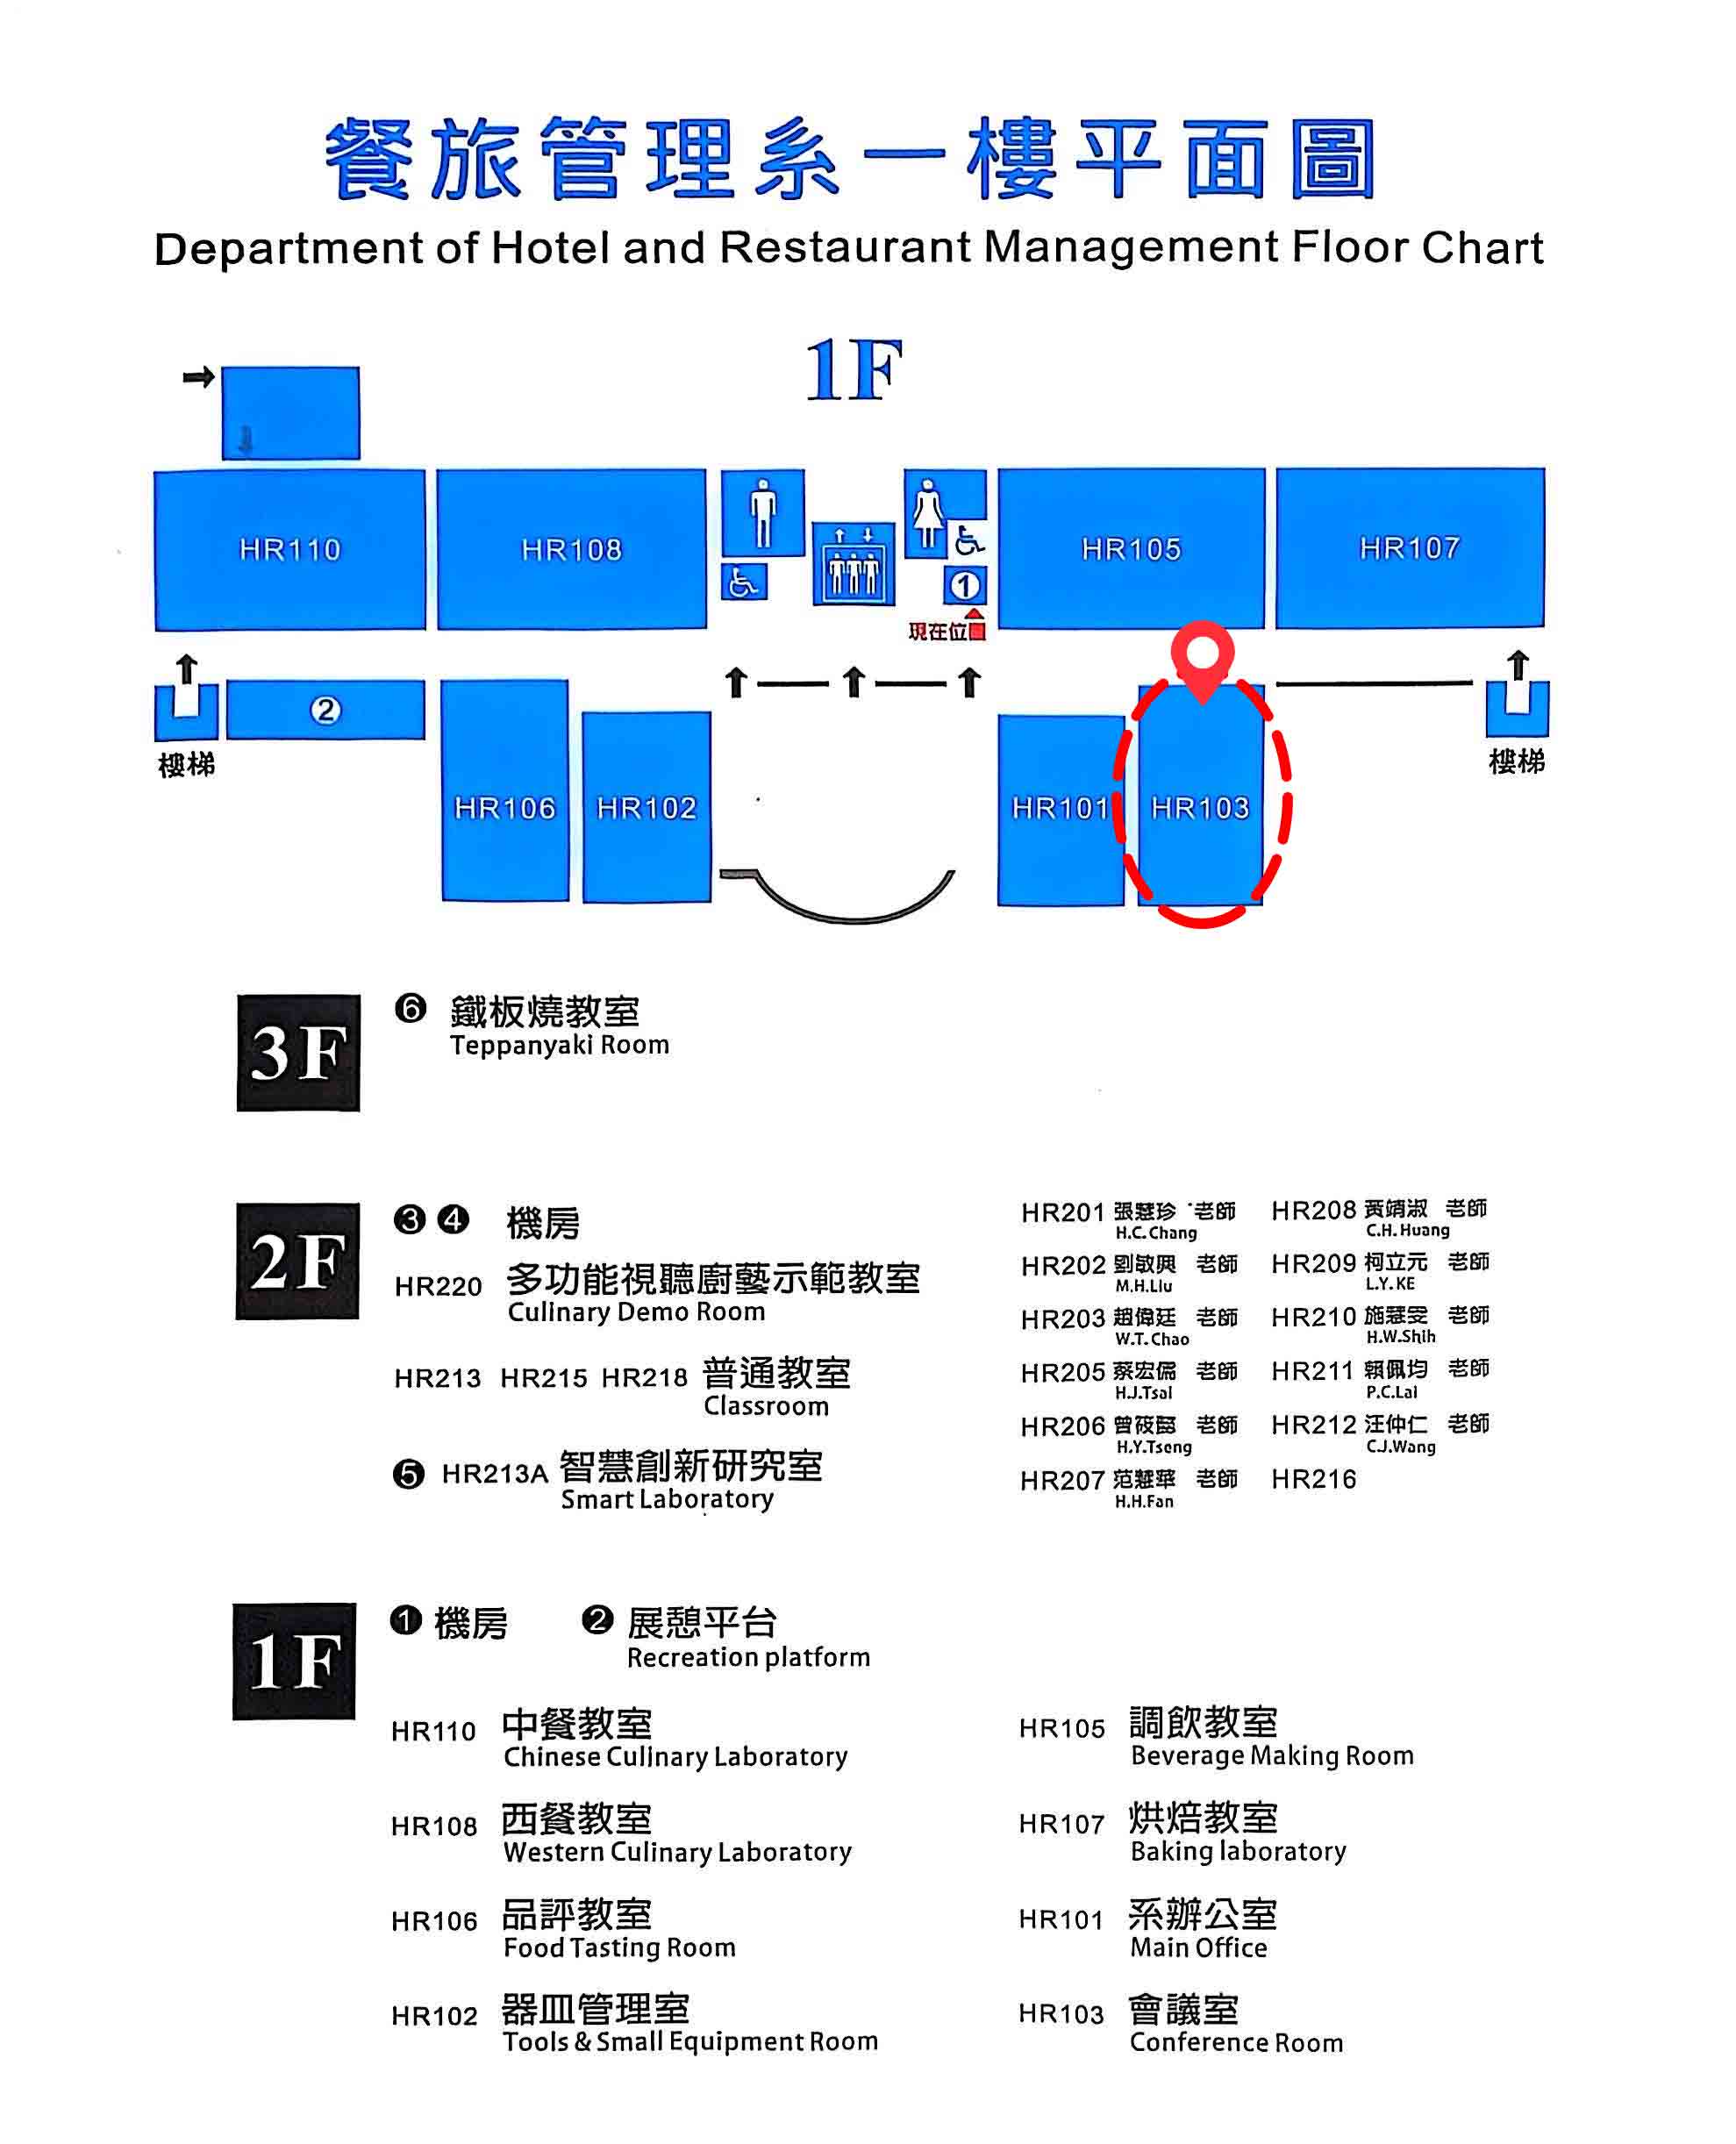 餐旅管理系一樓平面圖
Department of Hotel and Restaurant Management Floor Chart
1F
HR110
HR108
HR105
HR107
1
現在位
2
樓梯
樓梯
HR106
HR102
HR101
HR103
3F
6 鐵板燒教室
Teppanyaki Room
2F
3 4 機房
HR220 多功能視聽廚藝示範教室
Culinary Demo Room
HR213 HR215 HR218 普通教室
Classroom
5 HR213A 智慧創新研究室
Smart Laboratory
HR201 張慧珍 老師
H.C.Chang
HR202 劉敏興 老師
M.H.Liu
HR203 趙偉廷 老師
W.T.Chao
HR205 蔡宏儒 老師
H.J.Tsai
HR206 曾筱懿 老師
H.Y.Tseng
HR207 范慧華 老師
H.H.Fan
HR208 黃靖淑 老師
C.H.Huang
HR209 柯立元 老師
L.Y.KE
HR210 施慧雯 老師
H.W.Shih
HR211 賴佩均 老師
P.C.Lai
HR212 汪仲仁 老師
C.J.Wang
HR216
1F
1 機房 2 展憩平台
Recreation platform
HR110 中餐教室
Chinese Culinary Laboratory
HR108 西餐教室
Western Culinary Laboratory
HR106 品評教室
Food Tasting Room
HR102 器皿管理室
Tools & Small Equipment Room
HR105 調飲教室
Beverage Making Room
HR107 烘焙教室
Baking laboratory
HR101 系辦公室
Main Office
HR103 會議室
Conference Room